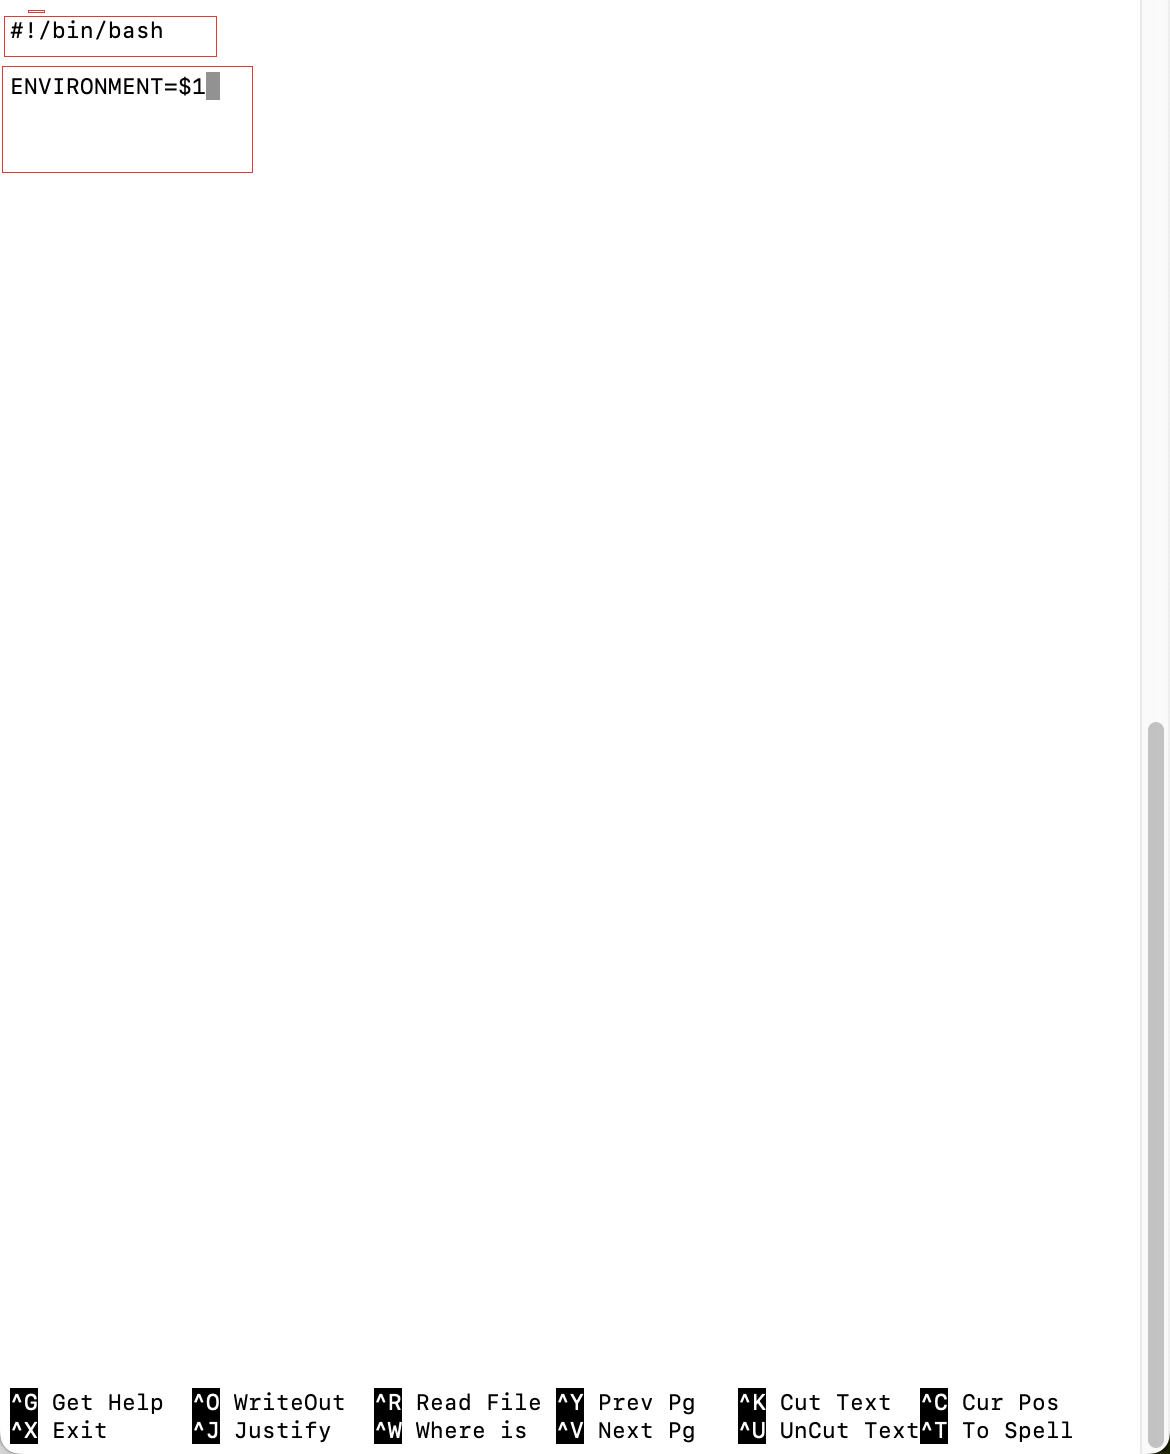 #!/bin/bash
ENVIRONMENT=$1
^G Get Help ^O WriteOut ^R Read File ^Y Prev Pg ^K Cut Text ^C Cur Pos
^X Exit ^J Justify ^W Where is ^V Next Pg ^U UnCut Text ^T To Spell